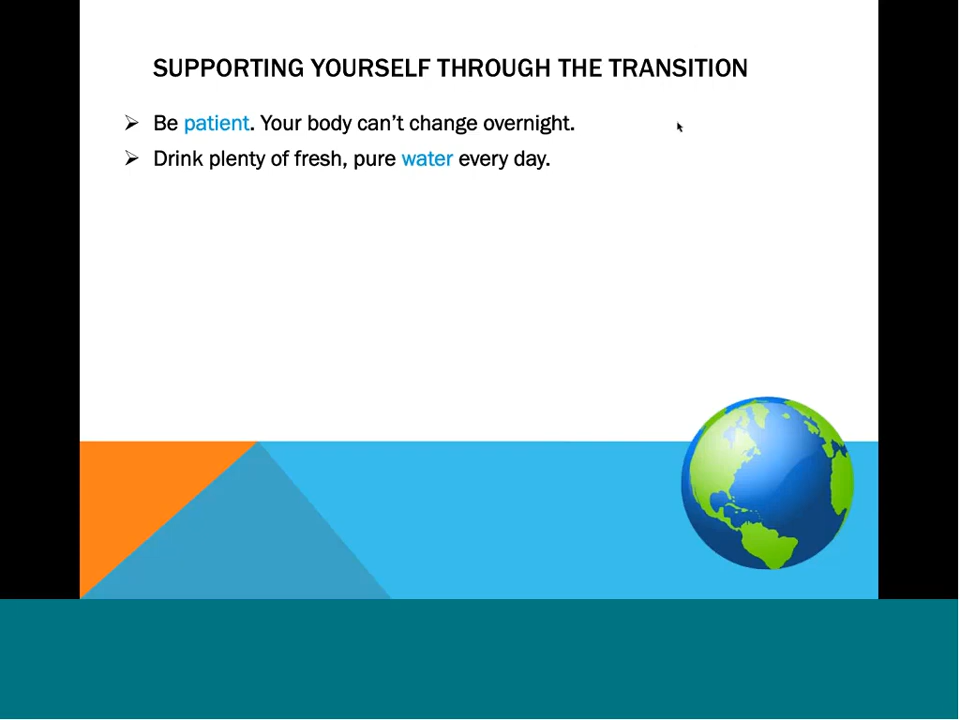 SUPPORTING YOURSELF THROUGH THE TRANSITION
➢ Be patient. Your body can’t change overnight.
➢ Drink plenty of fresh, pure water every day.